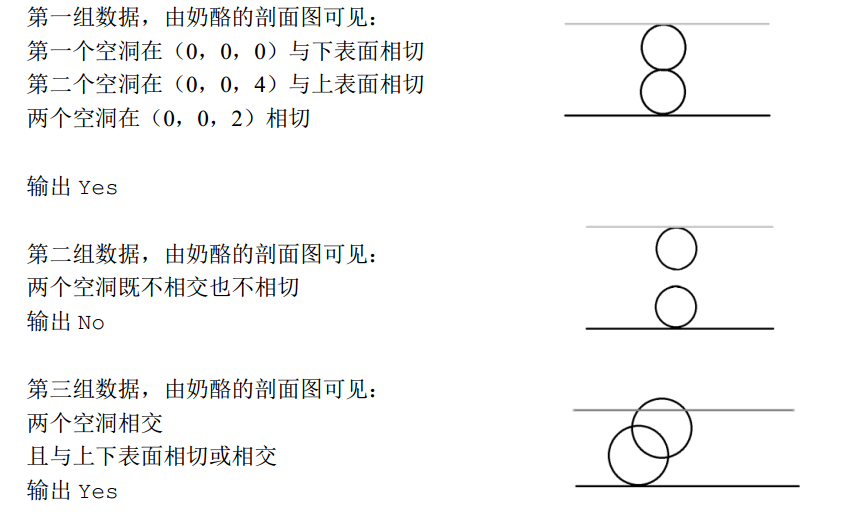 第一组数据，由奶酪的剖面图可见：
第一个空洞在（0，0，0）与下表面相切
第二个空洞在（0，0，4）与上表面相切
两个空洞在（0，0，2）相切
输出 Yes
第二组数据，由奶酪的剖面图可见：
两个空洞既不相交也不相切
输出 No
第三组数据，由奶酪的剖面图可见：
两个空洞相交
且与上下表面相切或相交
输出 Yes